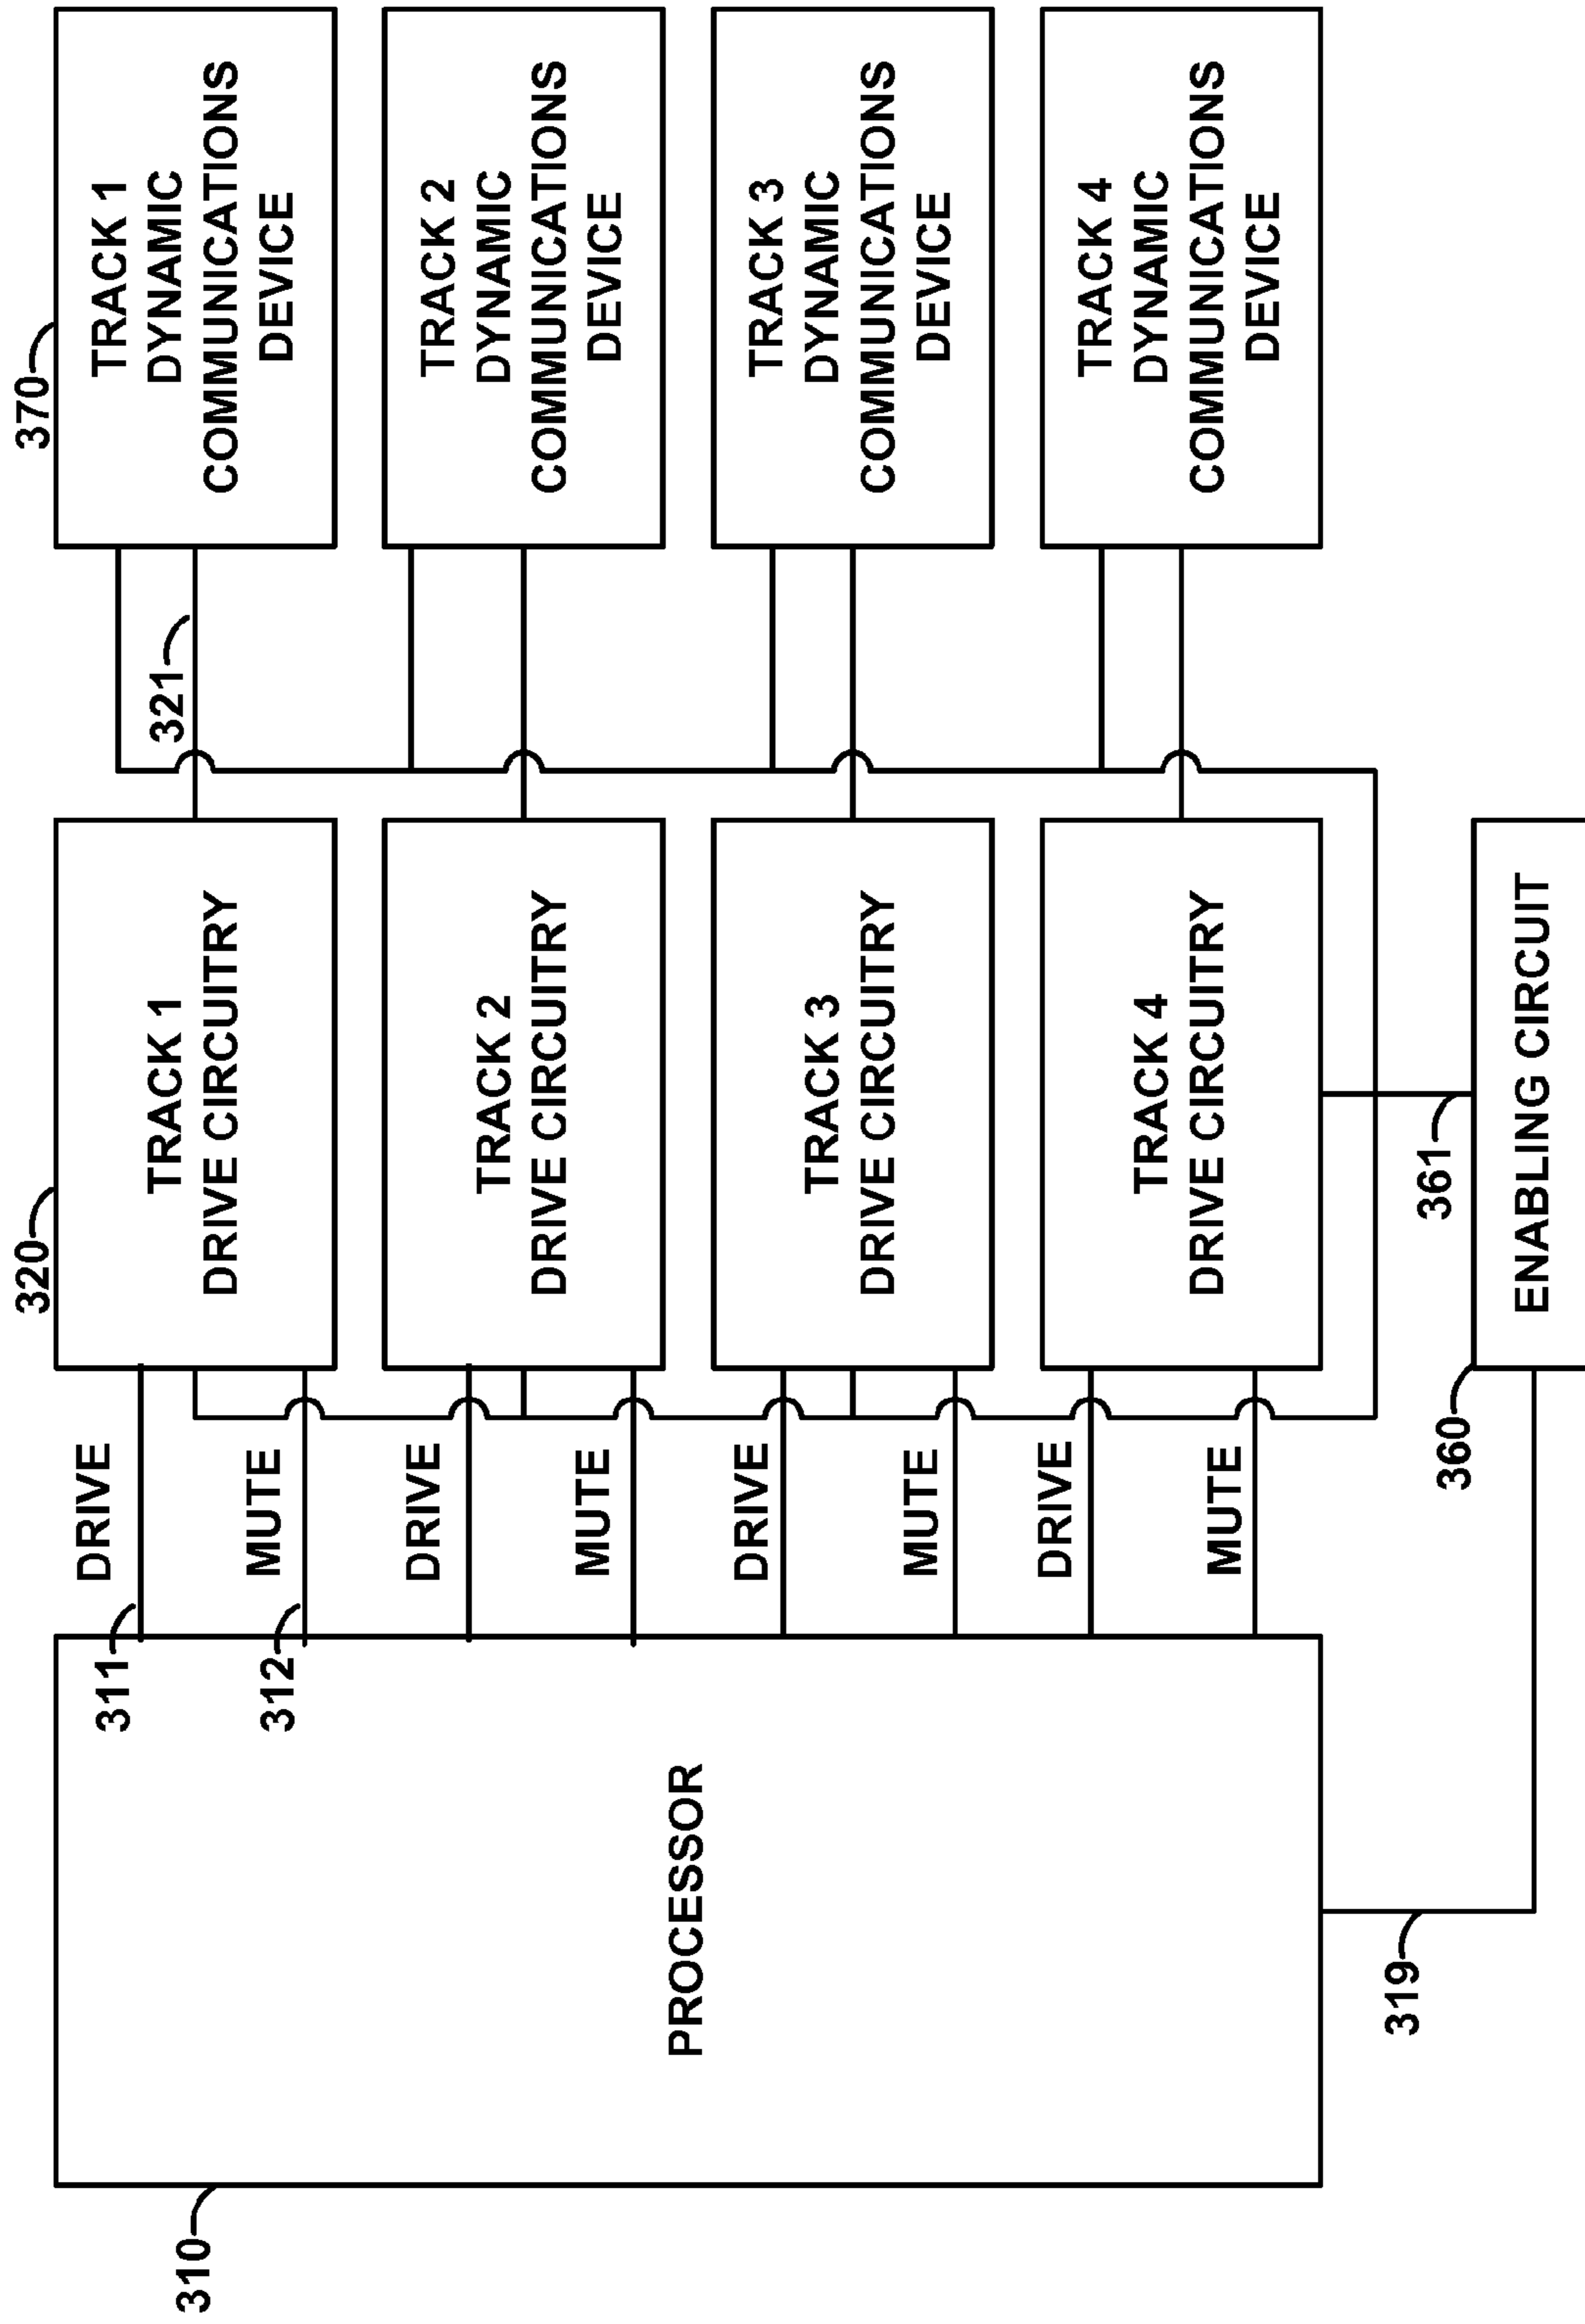 310
PROCESSOR
319
311
DRIVE
312
MUTE
DRIVE
MUTE
DRIVE
MUTE
DRIVE
MUTE
320
TRACK 1
DRIVE CIRCUITRY
TRACK 2
DRIVE CIRCUITRY
TRACK 3
DRIVE CIRCUITRY
TRACK 4
DRIVE CIRCUITRY
361
360
ENABLING CIRCUIT
321
370
TRACK 1
DYNAMIC
COMMUNICATIONS
DEVICE
TRACK 2
DYNAMIC
COMMUNICATIONS
DEVICE
TRACK 3
DYNAMIC
COMMUNICATIONS
DEVICE
TRACK 4
DYNAMIC
COMMUNICATIONS
DEVICE